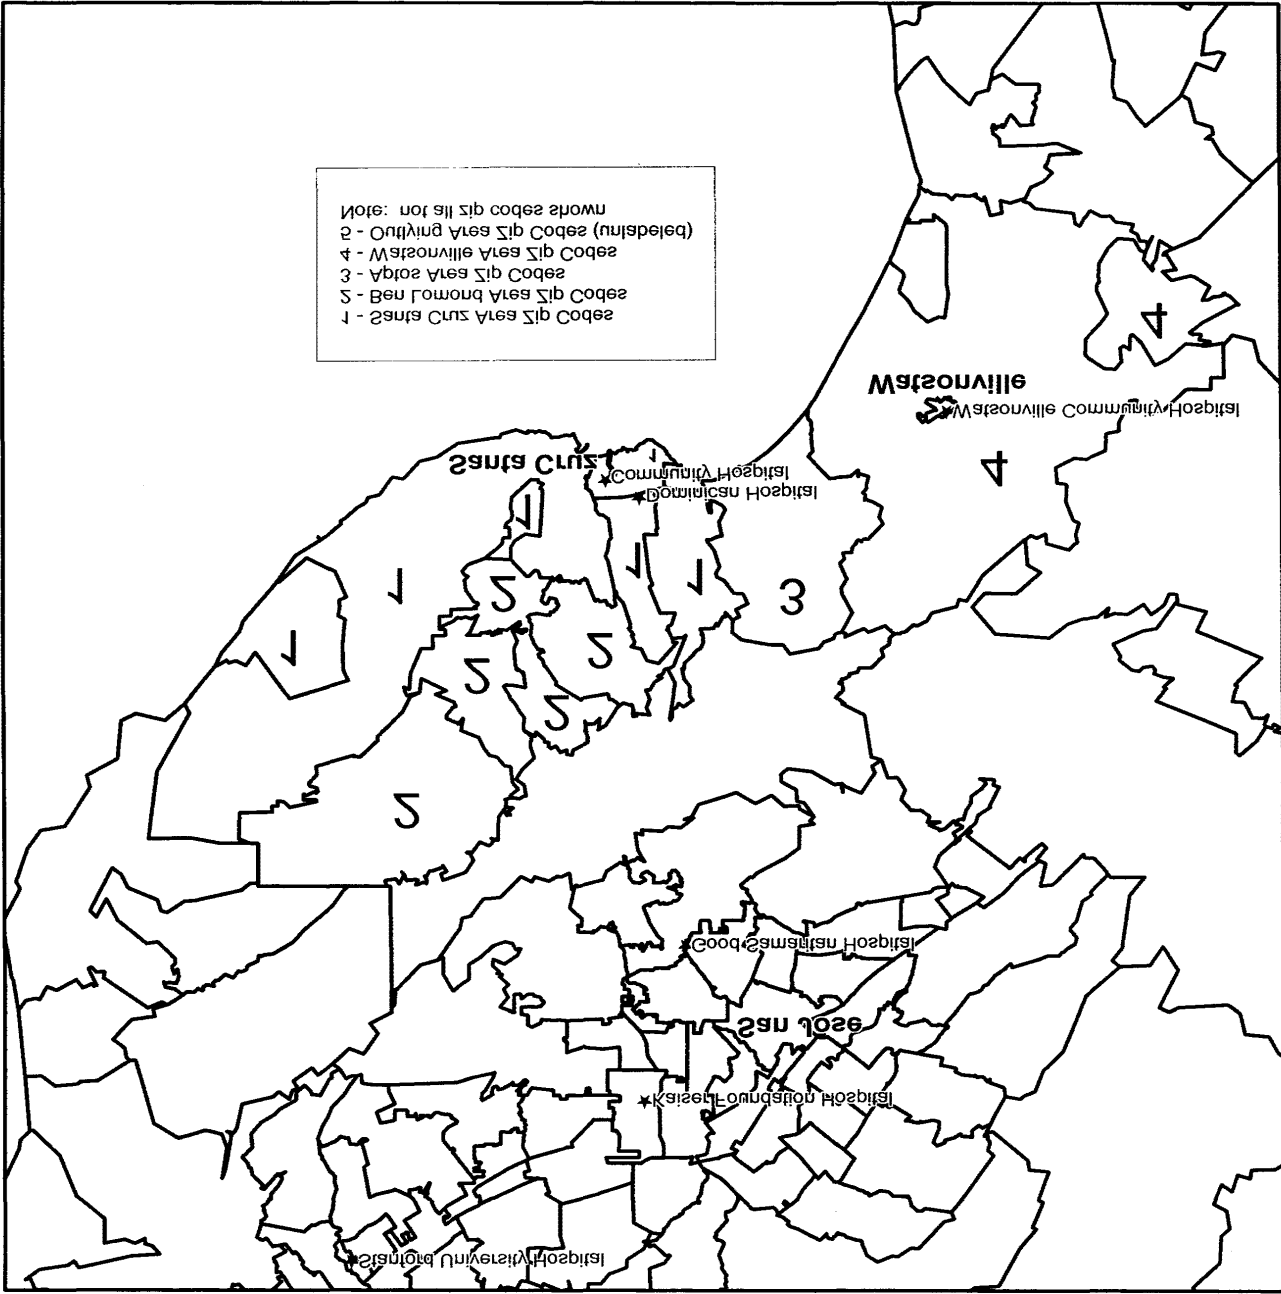 Stanford University Hospital
Kaiser Foundation Hospital
San Jose
Good Samaritan Hospital
2
2
2
2
1
3
2
1
1
1
1
Dominican Hospital
Community Hospital
4
Santa Cruz
1
Watsonville Community Hospital
Watsonville
4
1 - Santa Cruz Area Zip Codes
2 - Ben Lomond Area Zip Codes
3 - Aptos Area Zip Codes
4 - Watsonville Area Zip Codes
5 - Outlying Area Zip Codes (unlabeled)
Note: not all zip codes shown